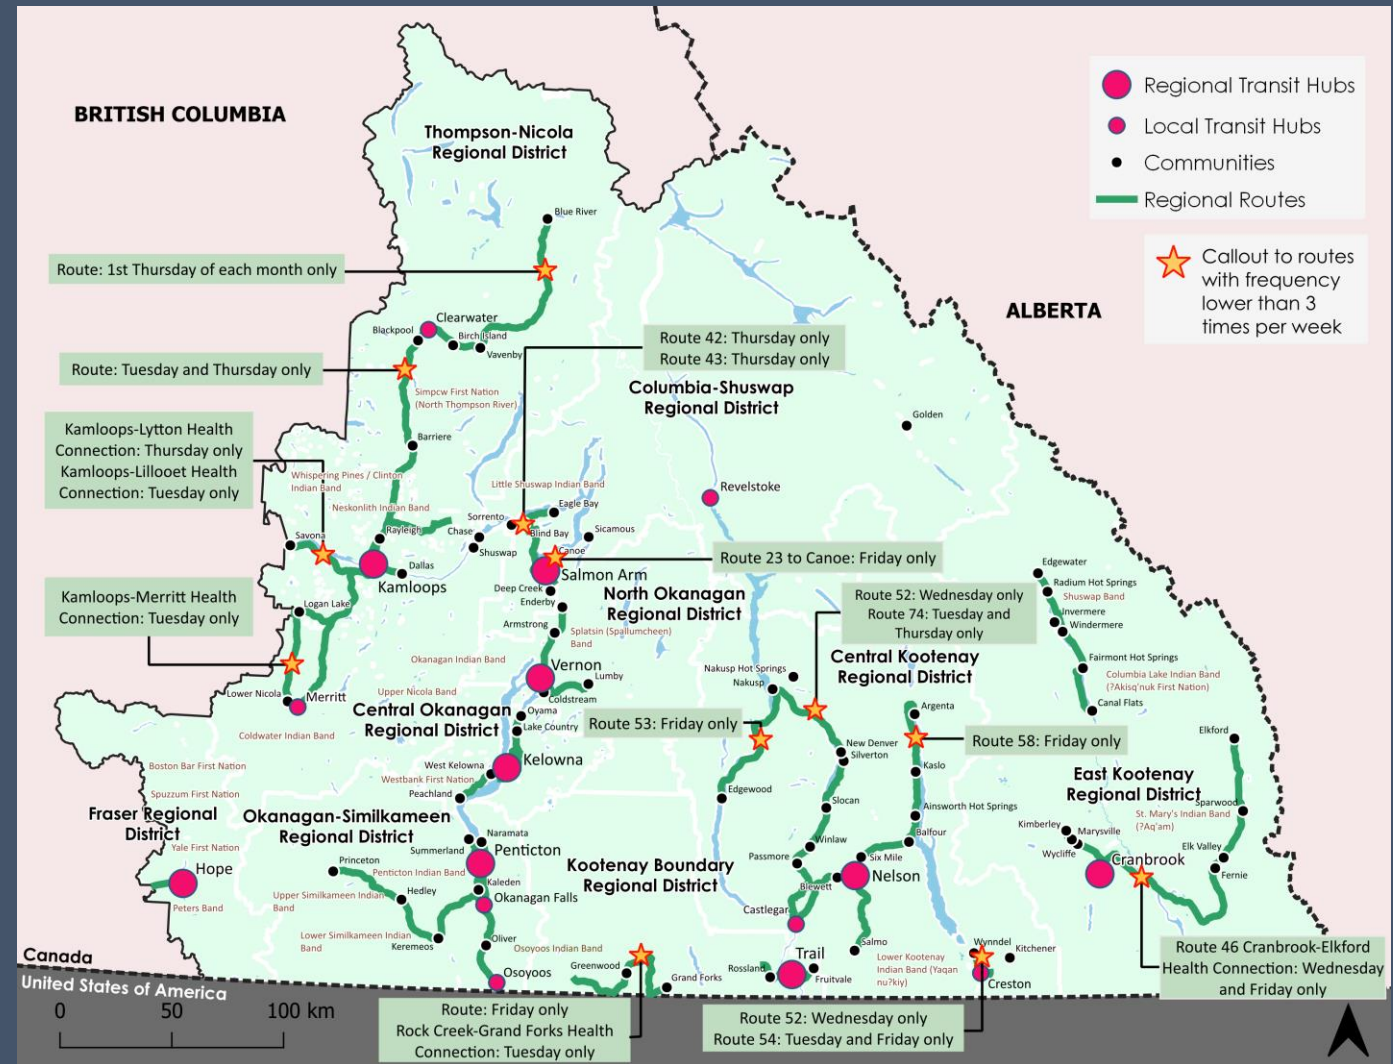 BRITISH COLUMBIA
ALBERTA
Regional Transit Hubs
Local Transit Hubs
Communities
Regional Routes
Callout to routes
with frequency
lower than 3
times per week
Thompson-Nicola
Regional District
Blue River
Route: 1st Thursday of each month only
Clearwater
Blackpool
Birch Island
Vavenby
Route 42: Thursday only
Route 43: Thursday only
Route: Tuesday and Thursday only
Simpcw First Nation
(North Thompson River)
Columbia-Shuswap
Regional District
Golden
Kamloops-Lytton Health
Connection: Thursday only
Kamloops-Lillooet Health
Connection: Tuesday only
Barriere
Whispering Pines / Clinton
Indian Band
Little Shuswap Indian Band
Revelstoke
Neskonlith Indian Band
Eagle Bay
Sorrento
Rayleigh
Chase
Blind Bay
Sicamous
Savona
Shuswap
Canoe
Route 23 to Canoe: Friday only
Dallas
Kamloops
Salmon Arm
Deep Creek
Enderby
North Okanagan
Regional District
Edgewater
Radium Hot Springs
Shuswap Band
Invermere
Windermere
Kamloops-Merritt Health
Connection: Tuesday only
Logan Lake
Armstrong
Splatsin (Spallumcheen)
Band
Route 52: Wednesday only
Route 74: Tuesday and
Thursday only
Central Kootenay
Regional District
Fairmont Hot Springs
Columbia Lake Indian Band
(?Akisq'nuk First Nation)
Canal Flats
Okanagan Indian Band
Vernon
Lumby
Coldstream
Nakusp Hot Springs
Nakusp
Lower Nicola
Merritt
Upper Nicola Band
Central Okanagan
Regional District
Oyama
Lake Country
Route 53: Friday only
Argenta
Route 58: Friday only
Elkford
Coldwater Indian Band
New Denver
Silverton
Boston Bar First Nation
West Kelowna
Kelowna
Westbank First Nation
Peachland
Kaslo
East Kootenay
Regional District
Spuzzum First Nation
Edgewood
Slocan
Ainsworth Hot Springs
Sparwood
St. Mary's Indian Band
(?Aq'am)
Fraser Regional
District
Okanagan-Similkameen
Regional District
Naramata
Summerland
Penticton
Winlaw
Balfour
Kimberley
Marysville
Wycliffe
Elk Valley
Yale First Nation
Princeton
Penticton Indian Band
Kootenay Boundary
Regional District
Passmore
Six Mile
Cranbrook
Fernie
Hope
Peters Band
Upper Similkameen Indian
Band
Hedley
Kaleden
Okanagan Falls
Blewett
Nelson
Castlegar
Lower Similkameen Indian
Band
Keremeos
Oliver
Osoyoos Indian Band
Salmo
Trail
Rossland
Fruitvale
Lower Kootenay
Indian Band (Yaqan
nu?kiy)
Wynndel
Kitchener
Creston
Greenwood
Grand Forks
Osoyoos
Route 46 Cranbrook-Elkford
Health Connection: Wednesday
and Friday only
Canada
United States of America
0 50 100 km
Route: Friday only
Rock Creek-Grand Forks Health
Connection: Tuesday only
Route 52: Wednesday only
Route 54: Tuesday and Friday only